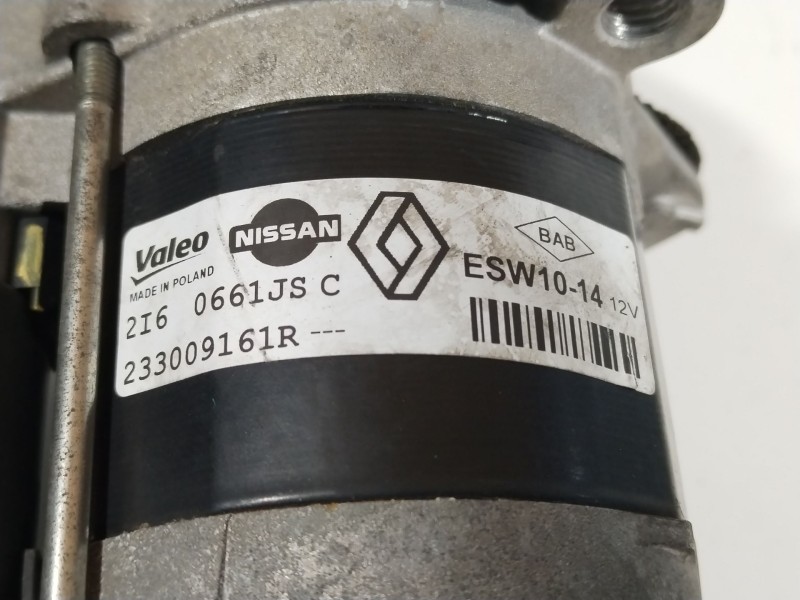 Valeo
MADE IN POLAND
NISSAN
BAB
ESW10-14 12V
2I6 0661JS C
233009161R ---